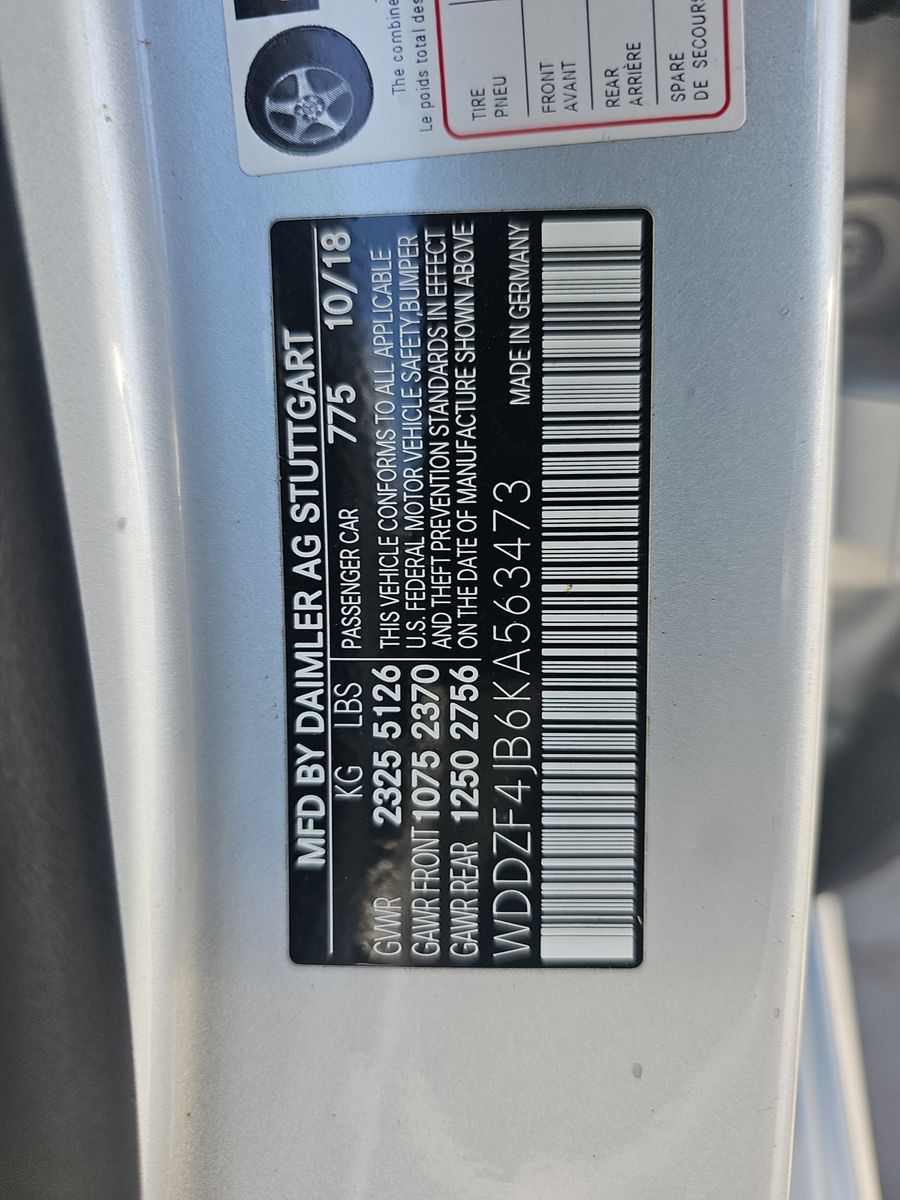 The combine
Le poids total des
TIRE
PNEU
FRONT
AVANT
REAR
ARRIÈRE
SPARE
DE SECOURS
MFD BY DAIMLER AG STUTTGART
KG LBS PASSENGER CAR 775 10/18
GVWR 2325 5126 THIS VEHICLE CONFORMS TO ALL APPLICABLE
GAWR FRONT 1075 2370 U.S. FEDERAL MOTOR VEHICLE SAFETY,BUMPER
AND THEFT PREVENTION STANDARDS IN EFFECT
GAWR REAR 1250 2756 ON THE DATE OF MANUFACTURE SHOWN ABOVE
WDDZF4JB6KA563473 MADE IN GERMANY